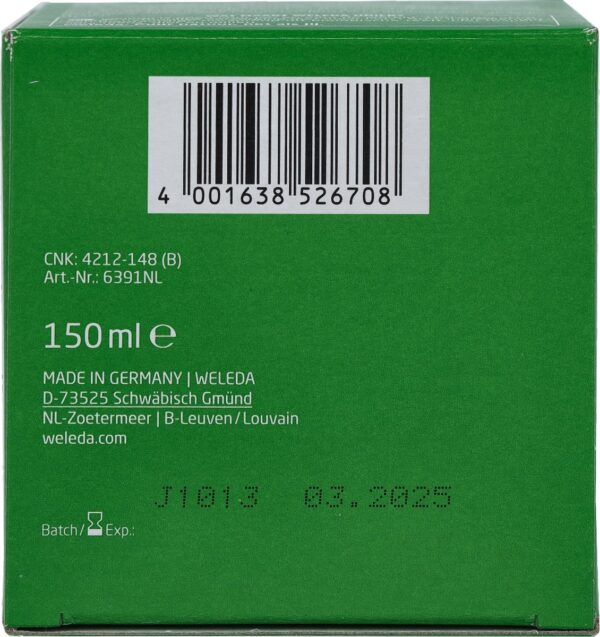 4 001638 526708
CNK: 4212-148 (B)
Art.-Nr.: 6391NL
150 ml ℮
MADE IN GERMANY | WELEDA
D-73525 Schwäbisch Gmünd
NL-Zoetermeer | B-Leuven/Louvain
weleda.com
J1013 03.2025
Batch/ Exp.: